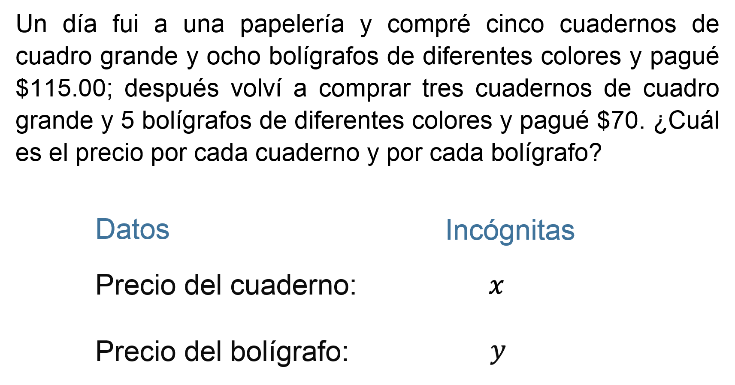 Un día fui a una papelería y compré cinco cuadernos de
cuadro grande y ocho bolígrafos de diferentes colores y pagué
$115.00; después volví a comprar tres cuadernos de cuadro
grande y 5 bolígrafos de diferentes colores y pagué $70. ¿Cuál
es el precio por cada cuaderno y por cada bolígrafo?
Datos Incógnitas
Precio del cuaderno: x
Precio del bolígrafo: y